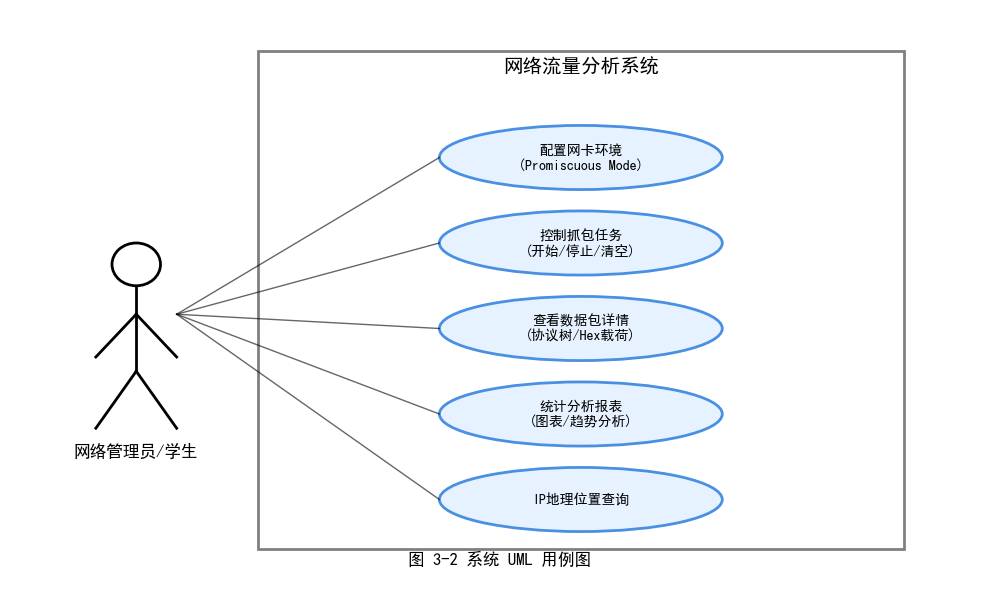 网络流量分析系统
配置网卡环境
(Promiscuous Mode)
控制抓包任务
(开始/停止/清空)
查看数据包详情
(协议树/Hex载荷)
统计分析报表
(图表/趋势分析)
IP地理位置查询
网络管理员/学生
图 3-2 系统 UML 用例图